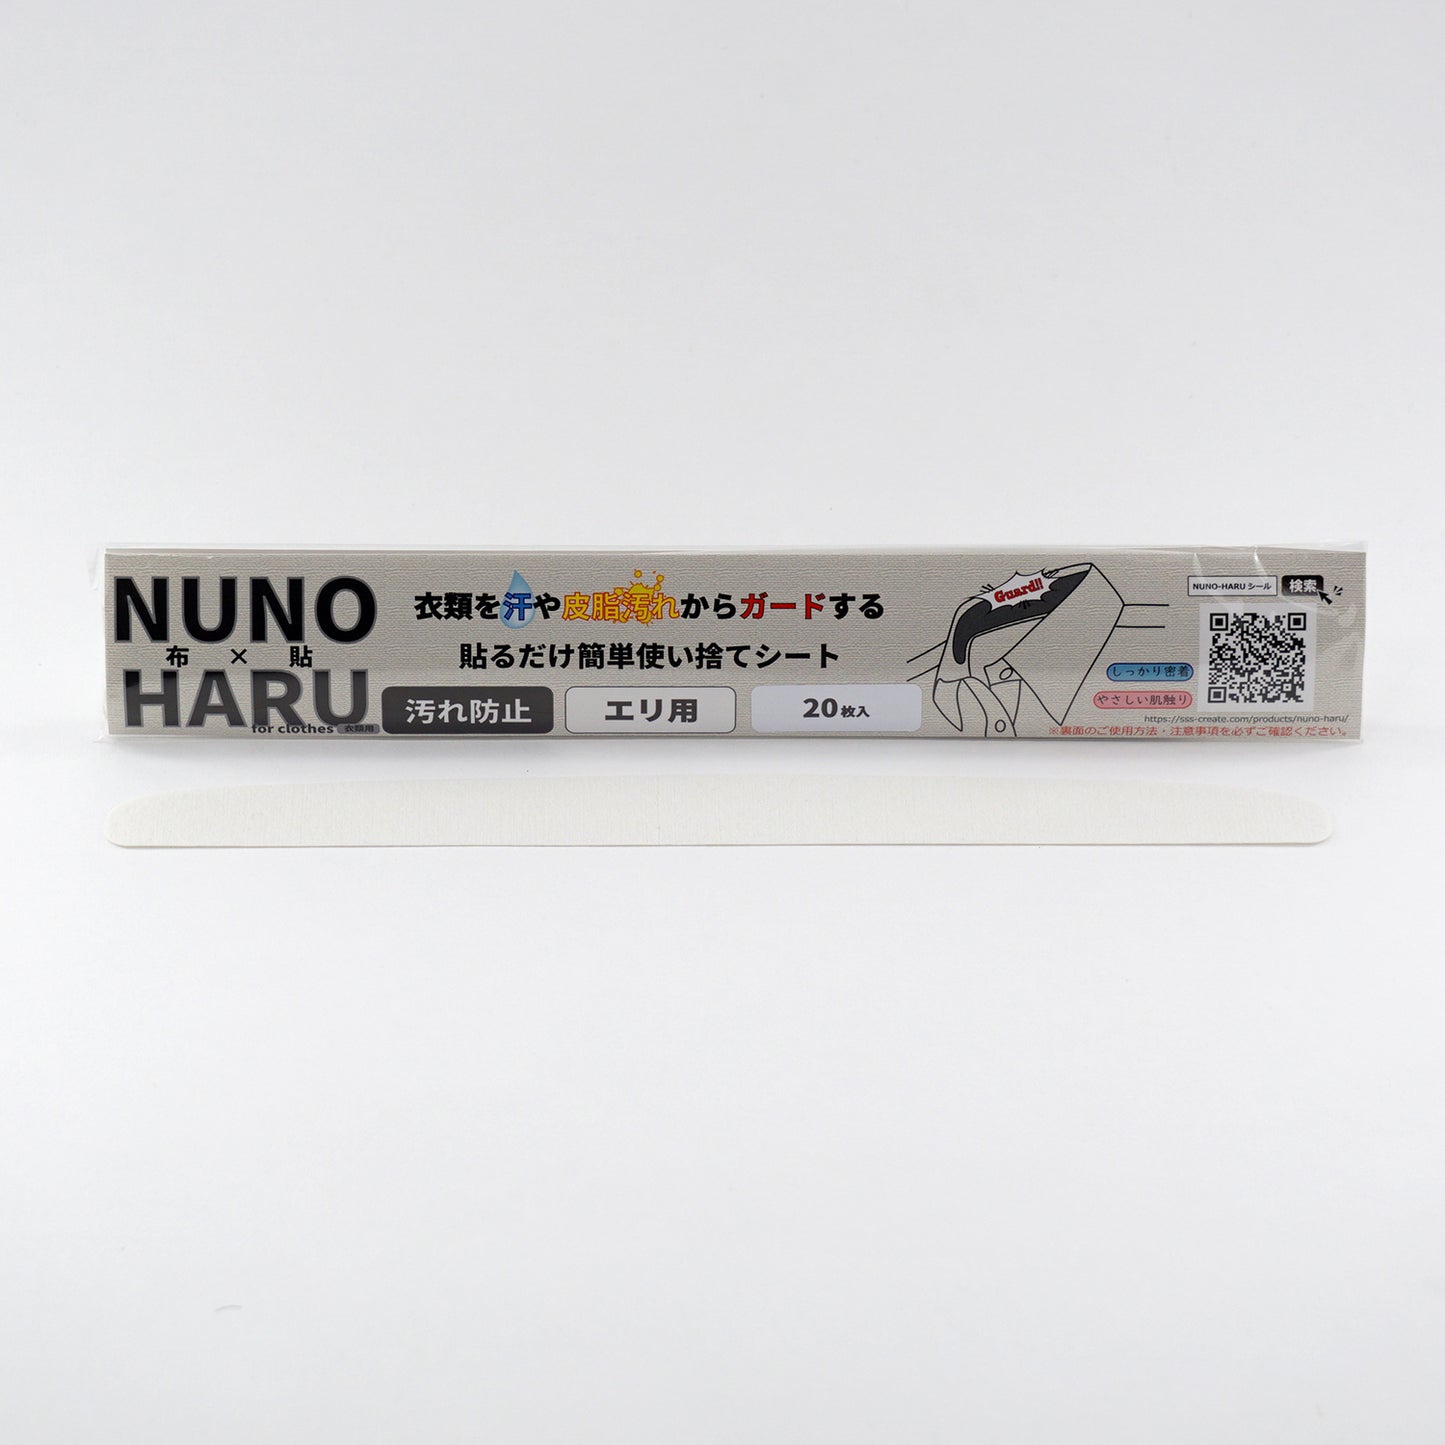 NUNO
布×貼
HARU
for clothes 衣類用
衣類を汗や皮脂汚れからガードする
貼るだけ簡単使い捨てシート
汚れ防止
エリ用
20枚入
Guard!!
NUNO-HARU シール
検索
しっかり密着
やさしい肌触り
https://sss-create.com/products/nuno-haru/
※裏面のご使用方法・注意事項を必ずご確認ください。